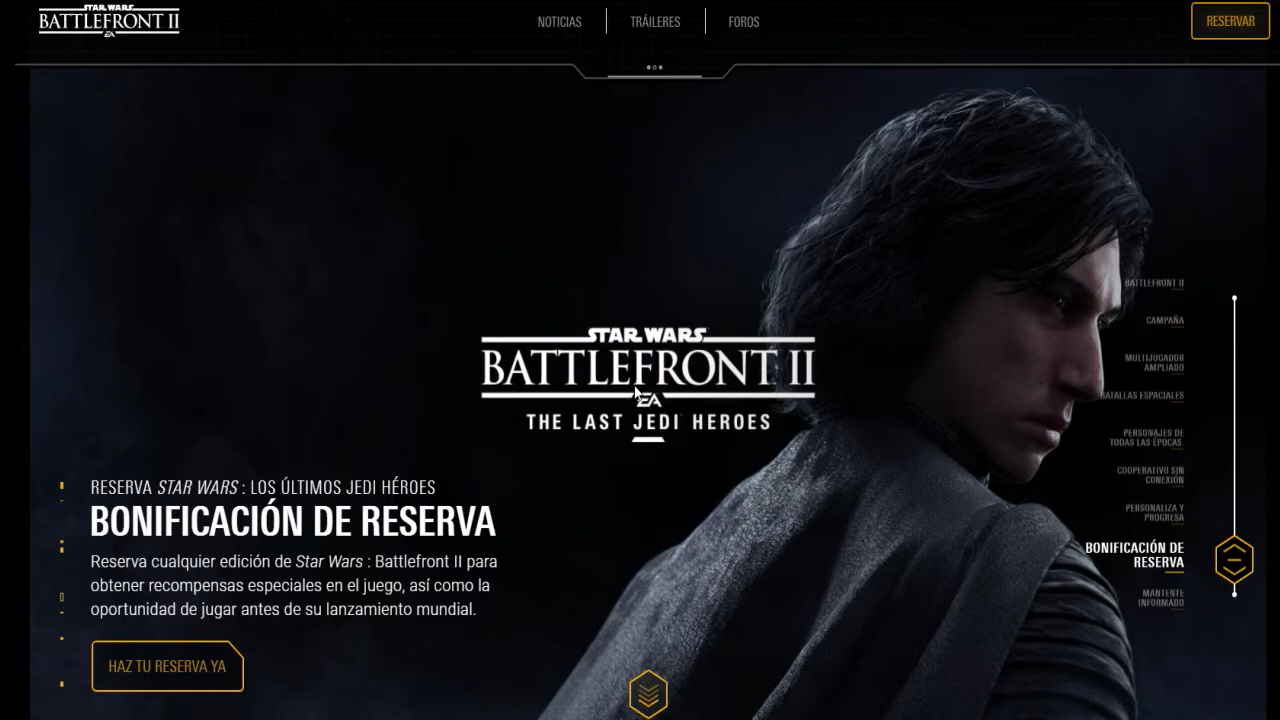 STAR WARS
BATTLEFRONT II
EA
NOTICIAS
TRÁILERES
FOROS
RESERVAR
STAR WARS
BATTLEFRONT II
EA
THE LAST JEDI HEROES
RESERVA STAR WARS : LOS ÚLTIMOS JEDI HÉROES
BONIFICACIÓN DE RESERVA
Reserva cualquier edición de Star Wars : Battlefront II para
obtener recompensas especiales en el juego, así como la
oportunidad de jugar antes de su lanzamiento mundial.
HAZ TU RESERVA YA
BATTLEFRONT II
CAMPAÑA
MULTIJUGADOR
AMPLIADO
BATALLAS ESPACIALES
PERSONAJES DE
TODAS LAS ÉPOCAS.
COOPERATIVO SIN
CONEXIÓN
PERSONALIZA Y
PROGRESA
BONIFICACIÓN DE
RESERVA
MANTENTE
INFORMADO